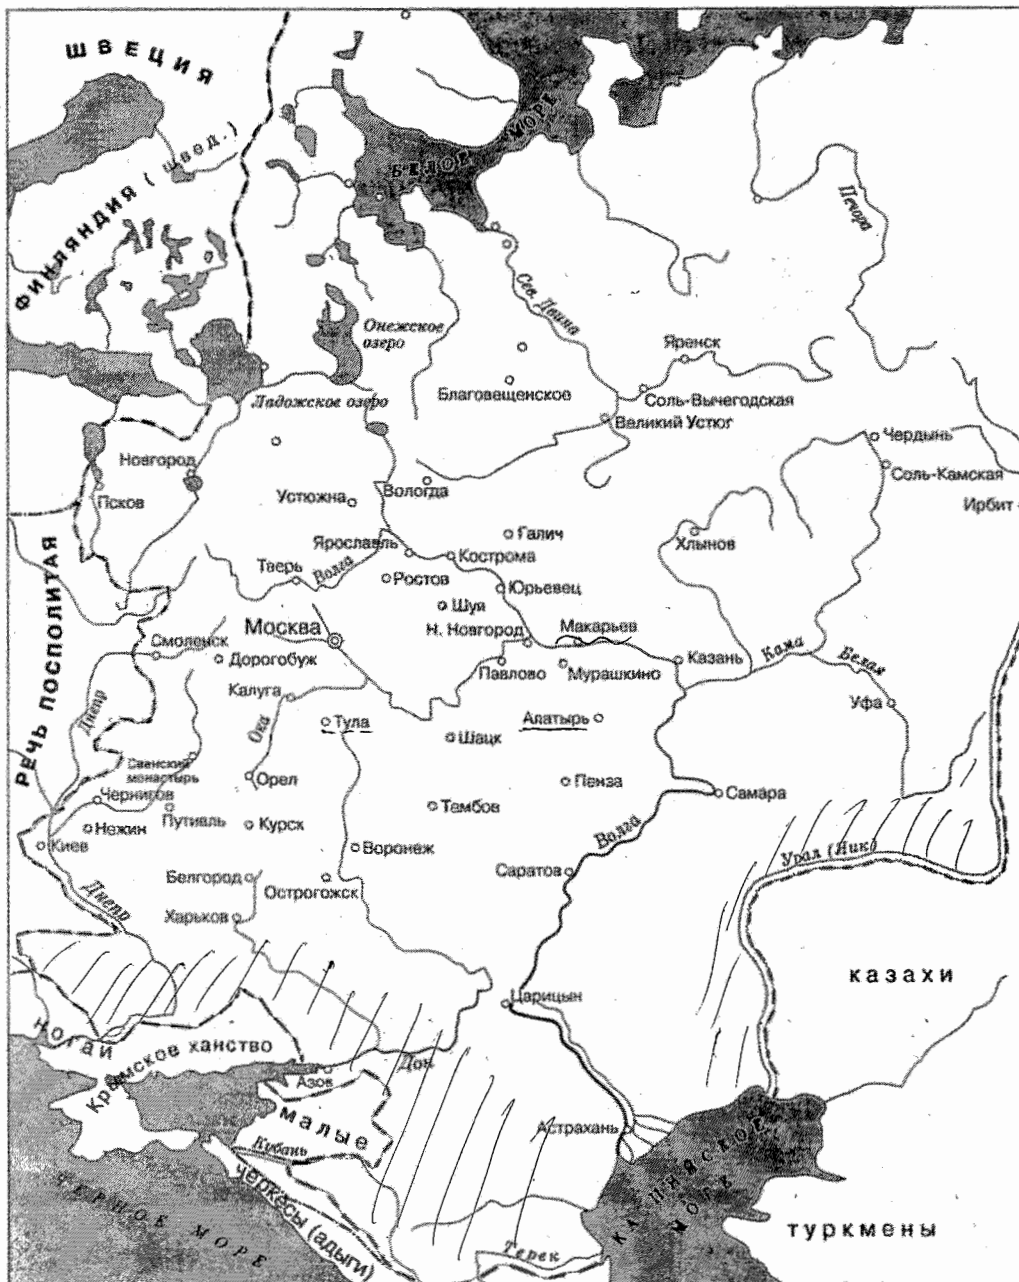 ШВЕЦИЯ
БЕЛОЕ МОРЕ
ФИНЛЯНДИЯ (швед.)
Печора
Сев. Двина
Онежское
озеро
Яренск
Ладожское озеро
Благовещенское
Соль-Вычегодская
Великий Устюг
Чердынь
Новгород
Соль-Камская
Псков
Устюжна
Вологда
Ирбит
Галич
Хлынов
Ярославль
Кострома
Тверь
Волга
Ростов
Юрьевец
Шуя
РЕЧЬ ПОСПОЛИТАЯ
Москва
Н. Новгород
Макарьев
Смоленск
Дорогобуж
Павлово
Мурашкино
Казань
Кама
Белая
Калуга
Уфа
Днепр
Ока
Тула
Алатырь
Шацк
Свенский
монастырь
Орел
Пенза
Чернигов
Тембов
Самара
Нежин
Путивль
Курск
Волга
Киев
Воронеж
Урал (Яик)
Саратов
Белгород
Острогожск
Днепр
Харьков
казахи
Царицын
ногаи
Крымское ханство
Дон
Азов
малые
Астрахань
Кубань
КАСПИЙСКОЕ
МОРЕ
черкесы (адыги)
ЧЕРНОЕ МОРЕ
туркмены
Терек